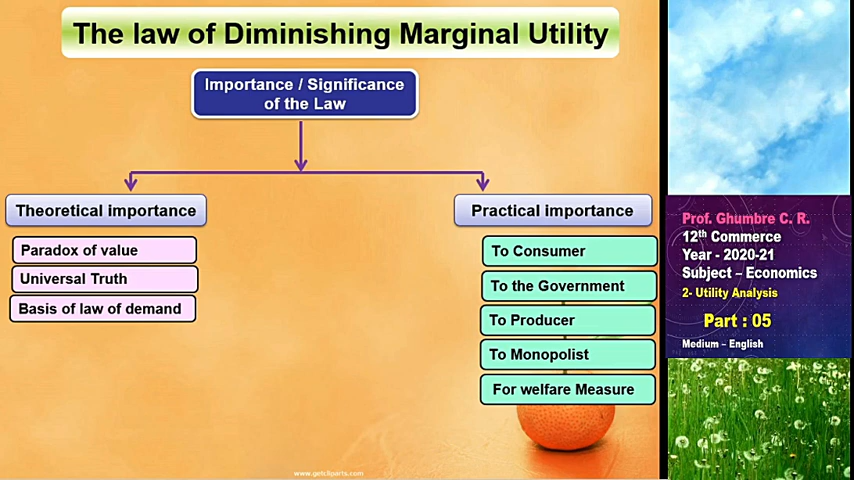 The law of Diminishing Marginal Utility
Importance / Significance
of the Law
Theoretical importance
Paradox of value
Universal Truth
Basis of law of demand
Practical importance
To Consumer
To the Government
To Producer
To Monopolist
For welfare Measure
www.getcliparts.com
Prof. Ghumbre C. R.
12th Commerce
Year - 2020-21
Subject – Economics
2- Utility Analysis
Part : 05
Medium – English